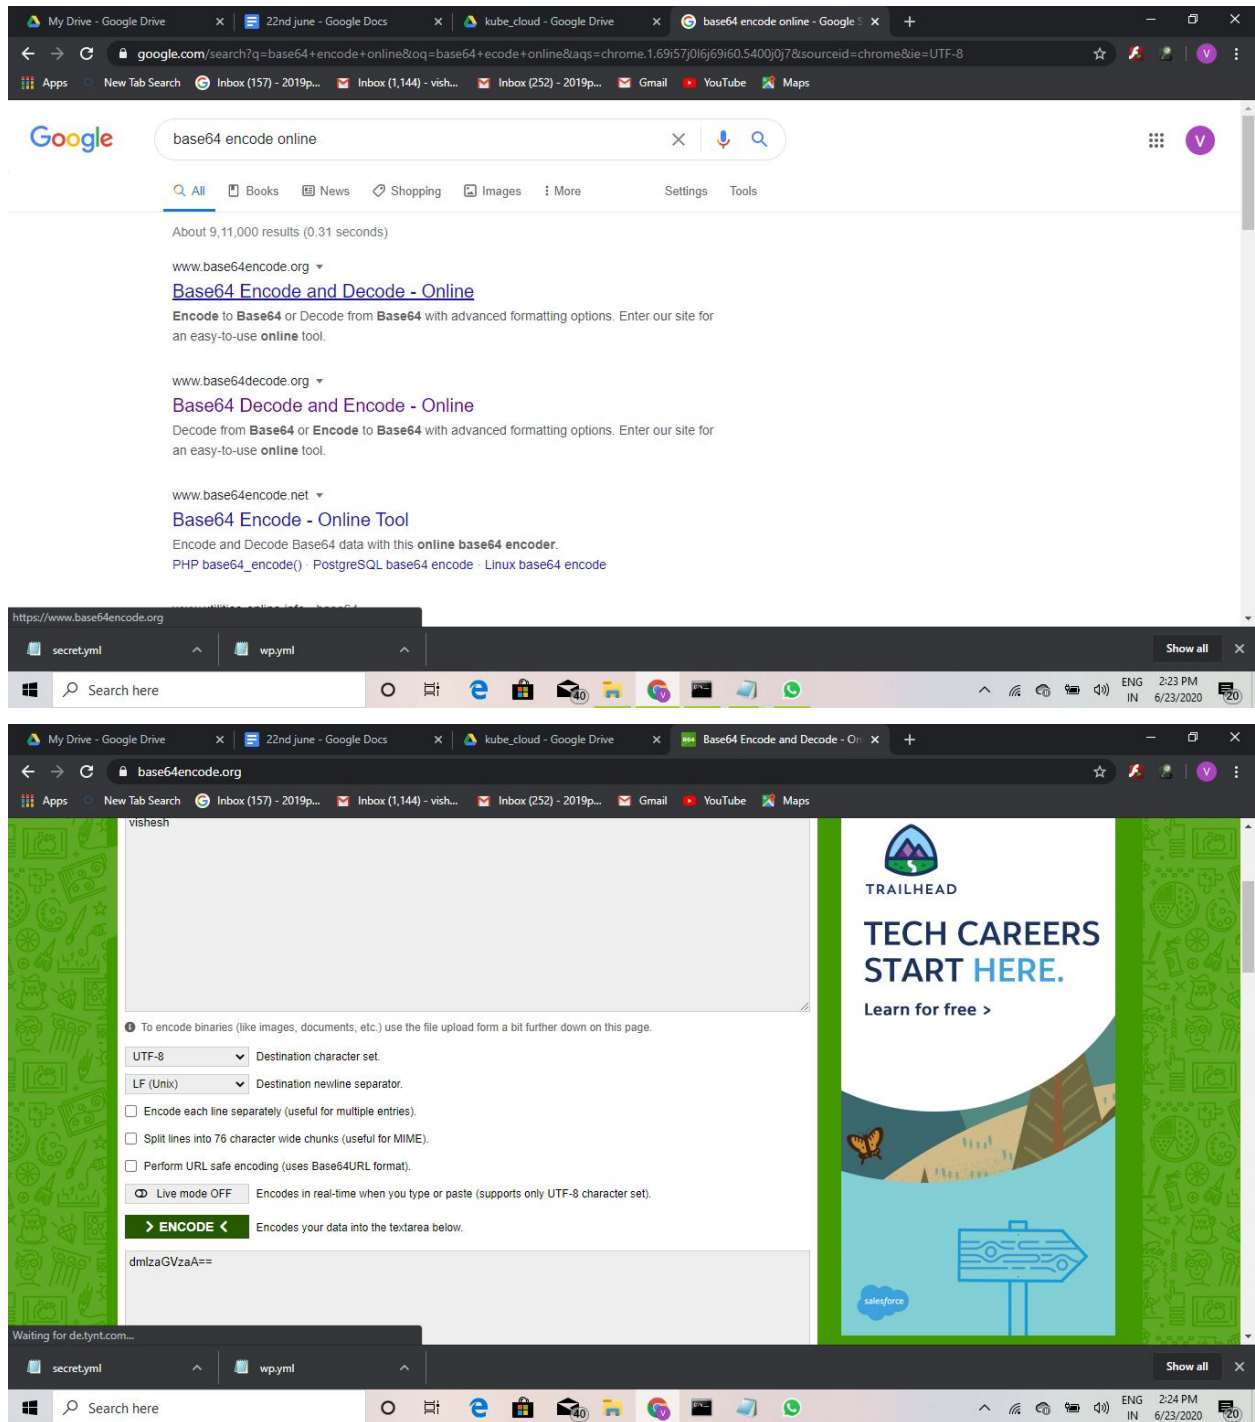 My Drive - Google Drive
22nd june - Google Docs
kube_cloud - Google Drive
base64 encode online - Google S
google.com/search?q=base64+encode+online&oq=base64+ecode+online&aqs=chrome.1.69i57j0l6j69i60.5400j0j7&sourceid=chrome&ie=UTF-8
Apps
New Tab Search
Inbox (157) - 2019p...
Inbox (1,144) - vish...
Inbox (252) - 2019p...
Gmail
YouTube
Maps
Google
base64 encode online
V
All
Books
News
Shopping
Images
More
Settings
Tools
About 9,11,000 results (0.31 seconds)
www.base64encode.org
Base64 Encode and Decode - Online
Encode to Base64 or Decode from Base64 with advanced formatting options. Enter our site for
an easy-to-use online tool.
www.base64decode.org
Base64 Decode and Encode - Online
Decode from Base64 or Encode to Base64 with advanced formatting options. Enter our site for
an easy-to-use online tool.
www.base64encode.net
Base64 Encode - Online Tool
Encode and Decode Base64 data with this online base64 encoder.
PHP base64_encode() · PostgreSQL base64 encode · Linux base64 encode
https://www.base64encode.org
secret.yml
wp.yml
Show all
Search here
40
ENG
IN
2:23 PM
6/23/2020
20
My Drive - Google Drive
22nd june - Google Docs
kube_cloud - Google Drive
Base64 Encode and Decode - On
base64encode.org
Apps
New Tab Search
Inbox (157) - 2019p...
Inbox (1,144) - vish...
Inbox (252) - 2019p...
Gmail
YouTube
Maps
vishesh
To encode binaries (like images, documents, etc.) use the file upload form a bit further down on this page.
UTF-8 Destination character set.
LF (Unix) Destination newline separator.
Encode each line separately (useful for multiple entries).
Split lines into 76 character wide chunks (useful for MIME).
Perform URL safe encoding (uses Base64URL format).
Live mode OFF Encodes in real-time when you type or paste (supports only UTF-8 character set).
> ENCODE < Encodes your data into the textarea below.
dmlzaGVzaA==
TRAILHEAD
TECH CAREERS
START HERE.
Learn for free >
salesforce
Waiting for de.tynt.com...
secret.yml
wp.yml
Show all
Search here
40
ENG
IN
2:24 PM
6/23/2020
20